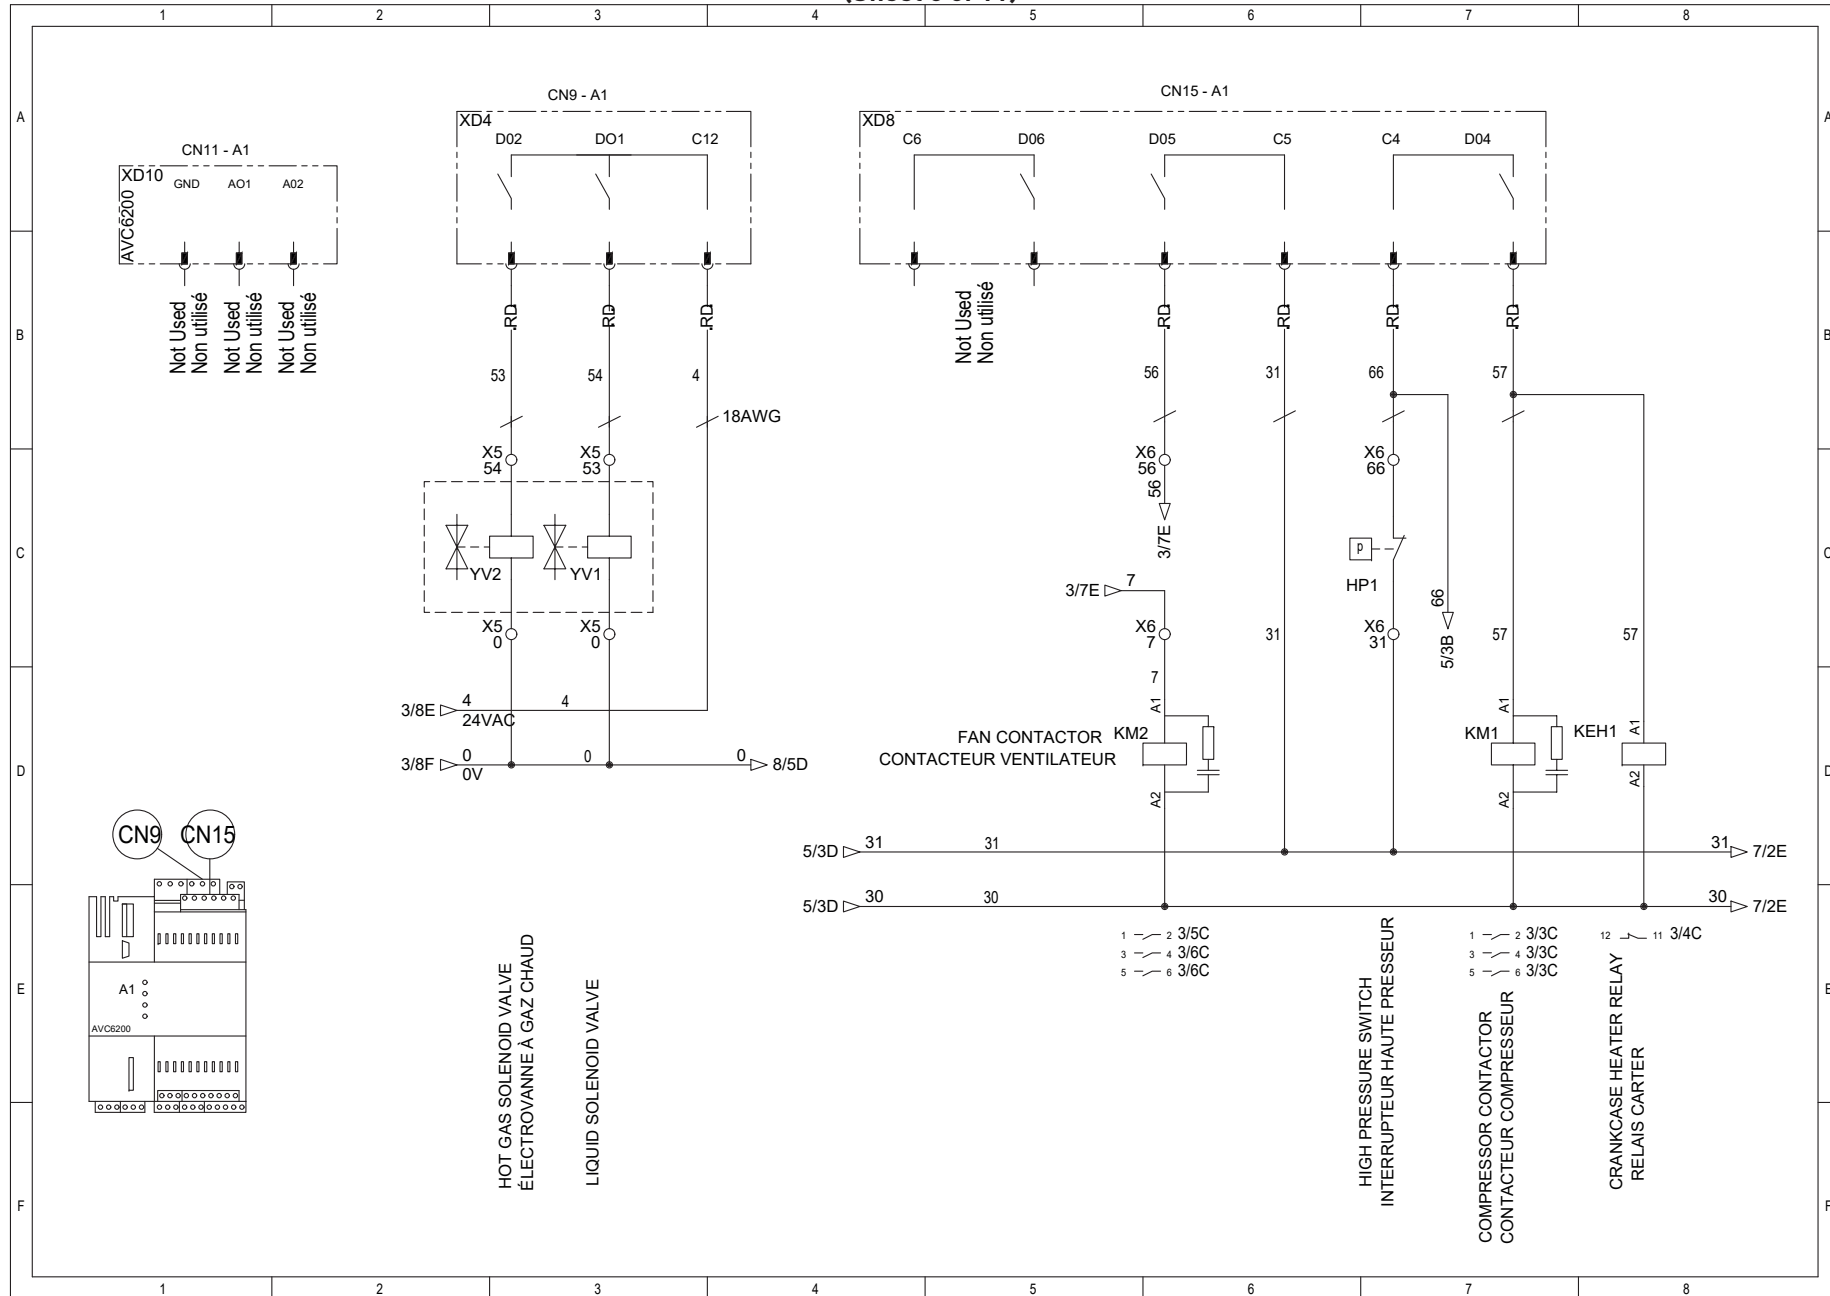 1 2 3 4 5 6 7 8
A
A
CN11 - A1
XD10
GND AO1 A02
AVC6200
Not Used
Non utilisé
Not Used
Non utilisé
Not Used
Non utilisé
CN9 - A1
XD4
D02 DO1 C12
RD RD RD
53 54 4
18AWG
X5
54
X5
53
YV2 YV1
X5
0
X5
0
3/8E 4 4
24VAC
3/8F 0 0 0 8/5D
0V
CN15 - A1
XD8
C6 D06 D05 C5 C4 D04
Not Used
Non utilisé
RD RD RD RD
56 31 66 57
X6
56
56
3/7E
3/7E 7
X6
7
7
31
X6
66
P
HP1
X6
31
66
5/3B
57 57
FAN CONTACTOR
CONTACTEUR VENTILATEUR
KM2
A1
A2
KM1
A1
A2
KEH1
A1
A2
5/3D 31 31 31 7/2E
5/3D 30 30 30 7/2E
1 2 3/5C
3 4 3/6C
5 6 3/6C
1 2 3/3C
3 4 3/3C
5 6 3/3C
12 11 3/4C
HOT GAS SOLENOID VALVE
ÉLECTROVANNE À GAZ CHAUD
LIQUID SOLENOID VALVE
HIGH PRESSURE SWITCH
INTERRUPTEUR HAUTE PRESSEUR
COMPRESSOR CONTACTOR
CONTACTEUR COMPRESSEUR
CRANKCASE HEATER RELAY
RELAIS CARTER
CN9 CN15
A1
AVC6200
B
B
C
C
D
D
E
E
F
F
1 2 3 4 5 6 7 8